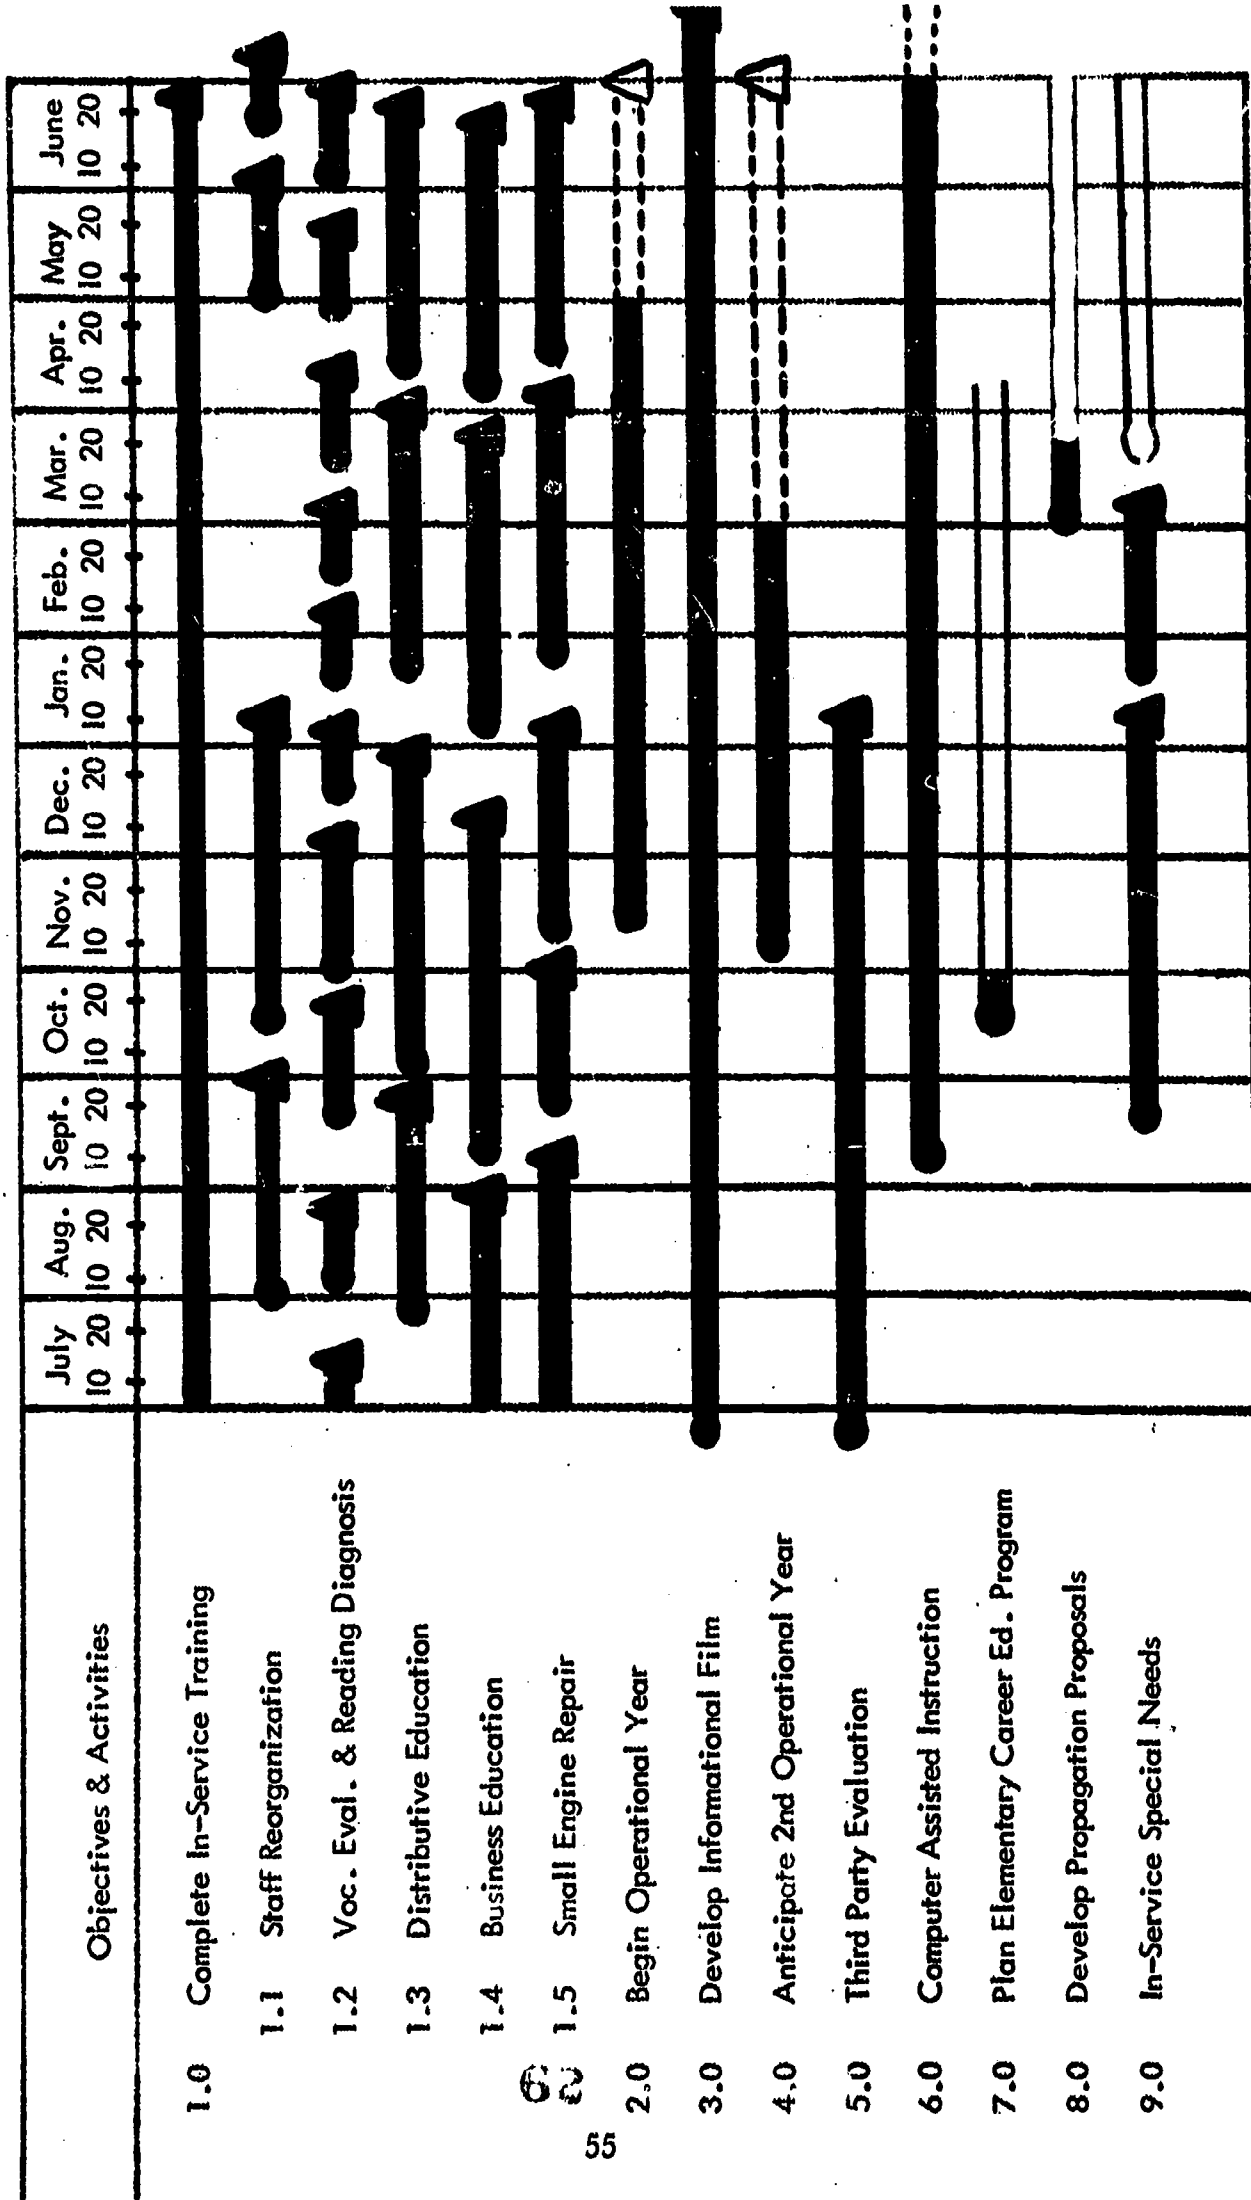 Objectives & Activities July Aug. Sept. Oct. Nov. Dec. Jan. Feb. Mar. Apr. May June
10 20 10 20 10 20 10 20 10 20 10 20 10 20 10 20 10 20 10 20 10 20 10 20
1.0 Complete In-Service Training
1.1 Staff Reorganization
1.2 Voc. Eval. & Reading Diagnosis
1.3 Distributive Education
1.4 Business Education
1.5 Small Engine Repair
2.0 Begin Operational Year
3.0 Develop Informational Film
4.0 Anticipate 2nd Operational Year
5.0 Third Party Evaluation
6.0 Computer Assisted Instruction
7.0 Plan Elementary Career Ed. Program
8.0 Develop Propagation Proposals
9.0 In-Service Special Needs
55